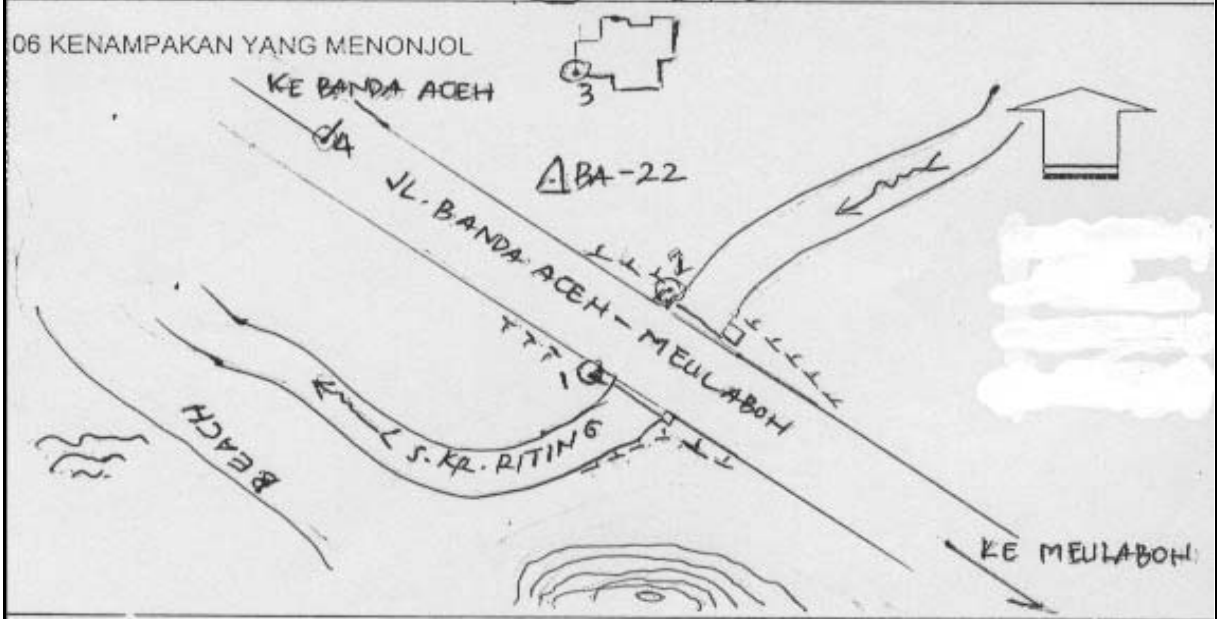 06 KENAMPAKAN YANG MENONJOL
KE BANDA ACEH
3
4
BA-22
JL. BANDA ACEH - MEULABOH
2
1
S. KR. RITING
BEACH
KE MEULABOH